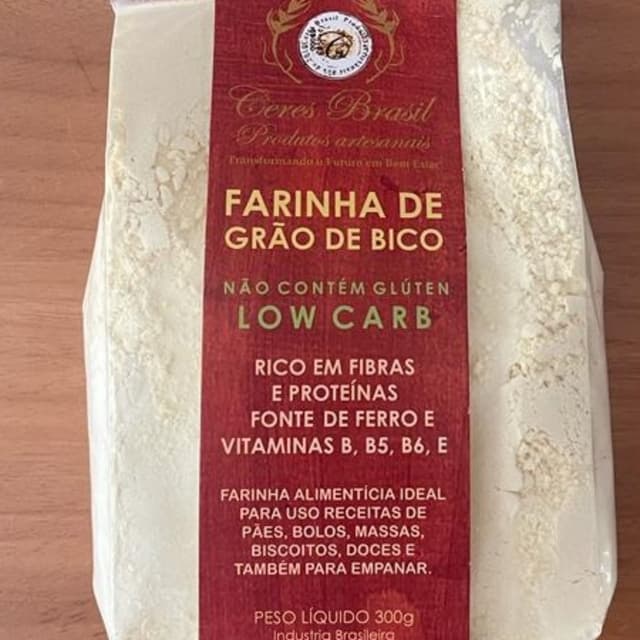 Ceres Brasil
Produtos artesanais
Transformando o Futuro em Bem Estar
FARINHA DE
GRÃO DE BICO
NÃO CONTÉM GLÚTEN
LOW CARB
RICO EM FIBRAS
E PROTEÍNAS
FONTE DE FERRO E
VITAMINAS B, B5, B6, E
FARINHA ALIMENTÍCIA IDEAL
PARA USO RECEITAS DE
PÃES, BOLOS, MASSAS,
BISCOITOS, DOCES E
TAMBÉM PARA EMPANAR.
PESO LÍQUIDO 300g
Industria Brasileira